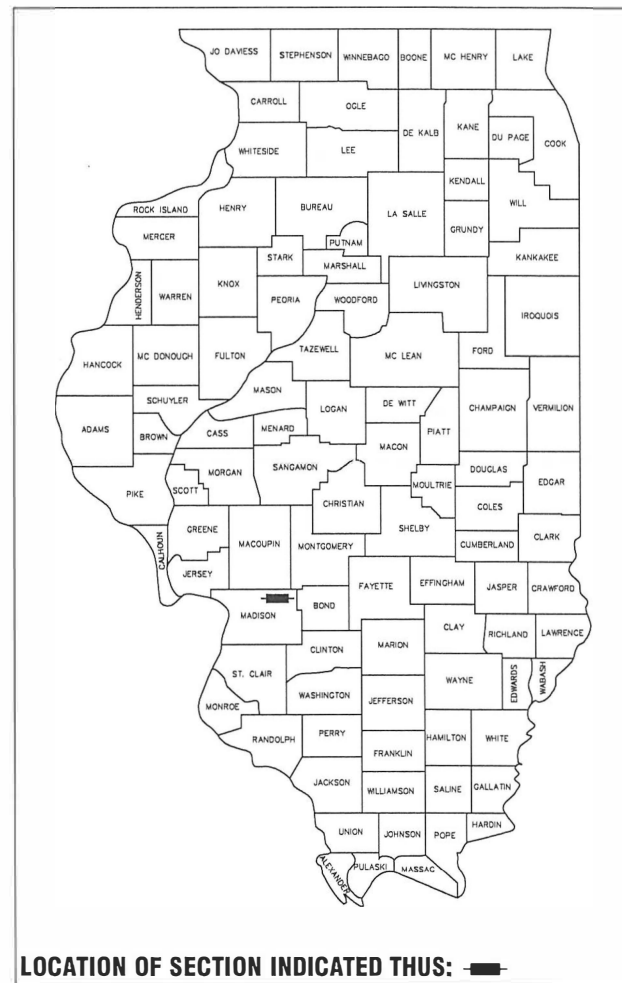 JO DAVIESS STEPHENSON WINNEBAGO BOONE MC HENRY LAKE
CARROLL OGLE
DE KALB KANE DU PAGE COOK
WHITESIDE LEE
KENDALL
ROCK ISLAND HENRY BUREAU LA SALLE WILL
MERCER PUTNAM GRUNDY
STARK MARSHALL KANKAKEE
HENDERSON WARREN KNOX PEORIA WOODFORD LIVINGSTON IROQUOIS
HANCOCK MC DONOUGH FULTON TAZEWELL MC LEAN FORD
SCHUYLER MASON LOGAN DE WITT CHAMPAIGN VERMILION
ADAMS BROWN CASS MENARD MACON PIATT
PIKE SCOTT MORGAN SANGAMON MOULTRIE DOUGLAS EDGAR
CHRISTIAN COLES
CALHOUN GREENE MACOUPIN MONTGOMERY SHELBY CUMBERLAND CLARK
JERSEY FAYETTE EFFINGHAM JASPER CRAWFORD
MADISON BOND CLAY RICHLAND LAWRENCE
CLINTON MARION
ST. CLAIR WASHINGTON WAYNE EDWARDS WABASH
MONROE JEFFERSON
RANDOLPH PERRY HAMILTON WHITE
FRANKLIN
JACKSON WILLIAMSON SALINE GALLATIN
UNION JOHNSON POPE HARDIN
ALEXANDER PULASKI MASSAC
LOCATION OF SECTION INDICATED THUS: